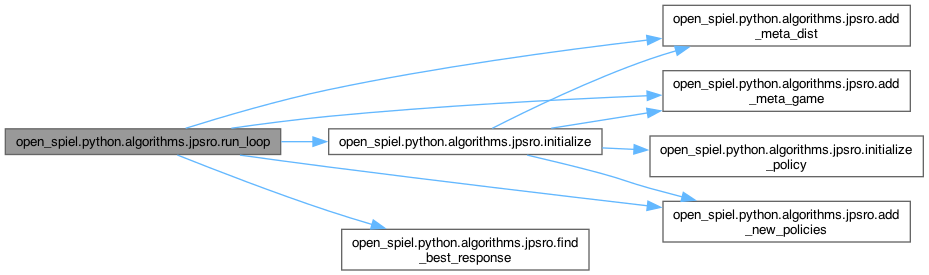 open_spiel.python.algorithms.jpsro.run_loop
open_spiel.python.algorithms.jpsro.initialize
open_spiel.python.algorithms.jpsro.find
_best_response
open_spiel.python.algorithms.jpsro.add
_meta_dist
open_spiel.python.algorithms.jpsro.add
_meta_game
open_spiel.python.algorithms.jpsro.initialize
_policy
open_spiel.python.algorithms.jpsro.add
_new_policies